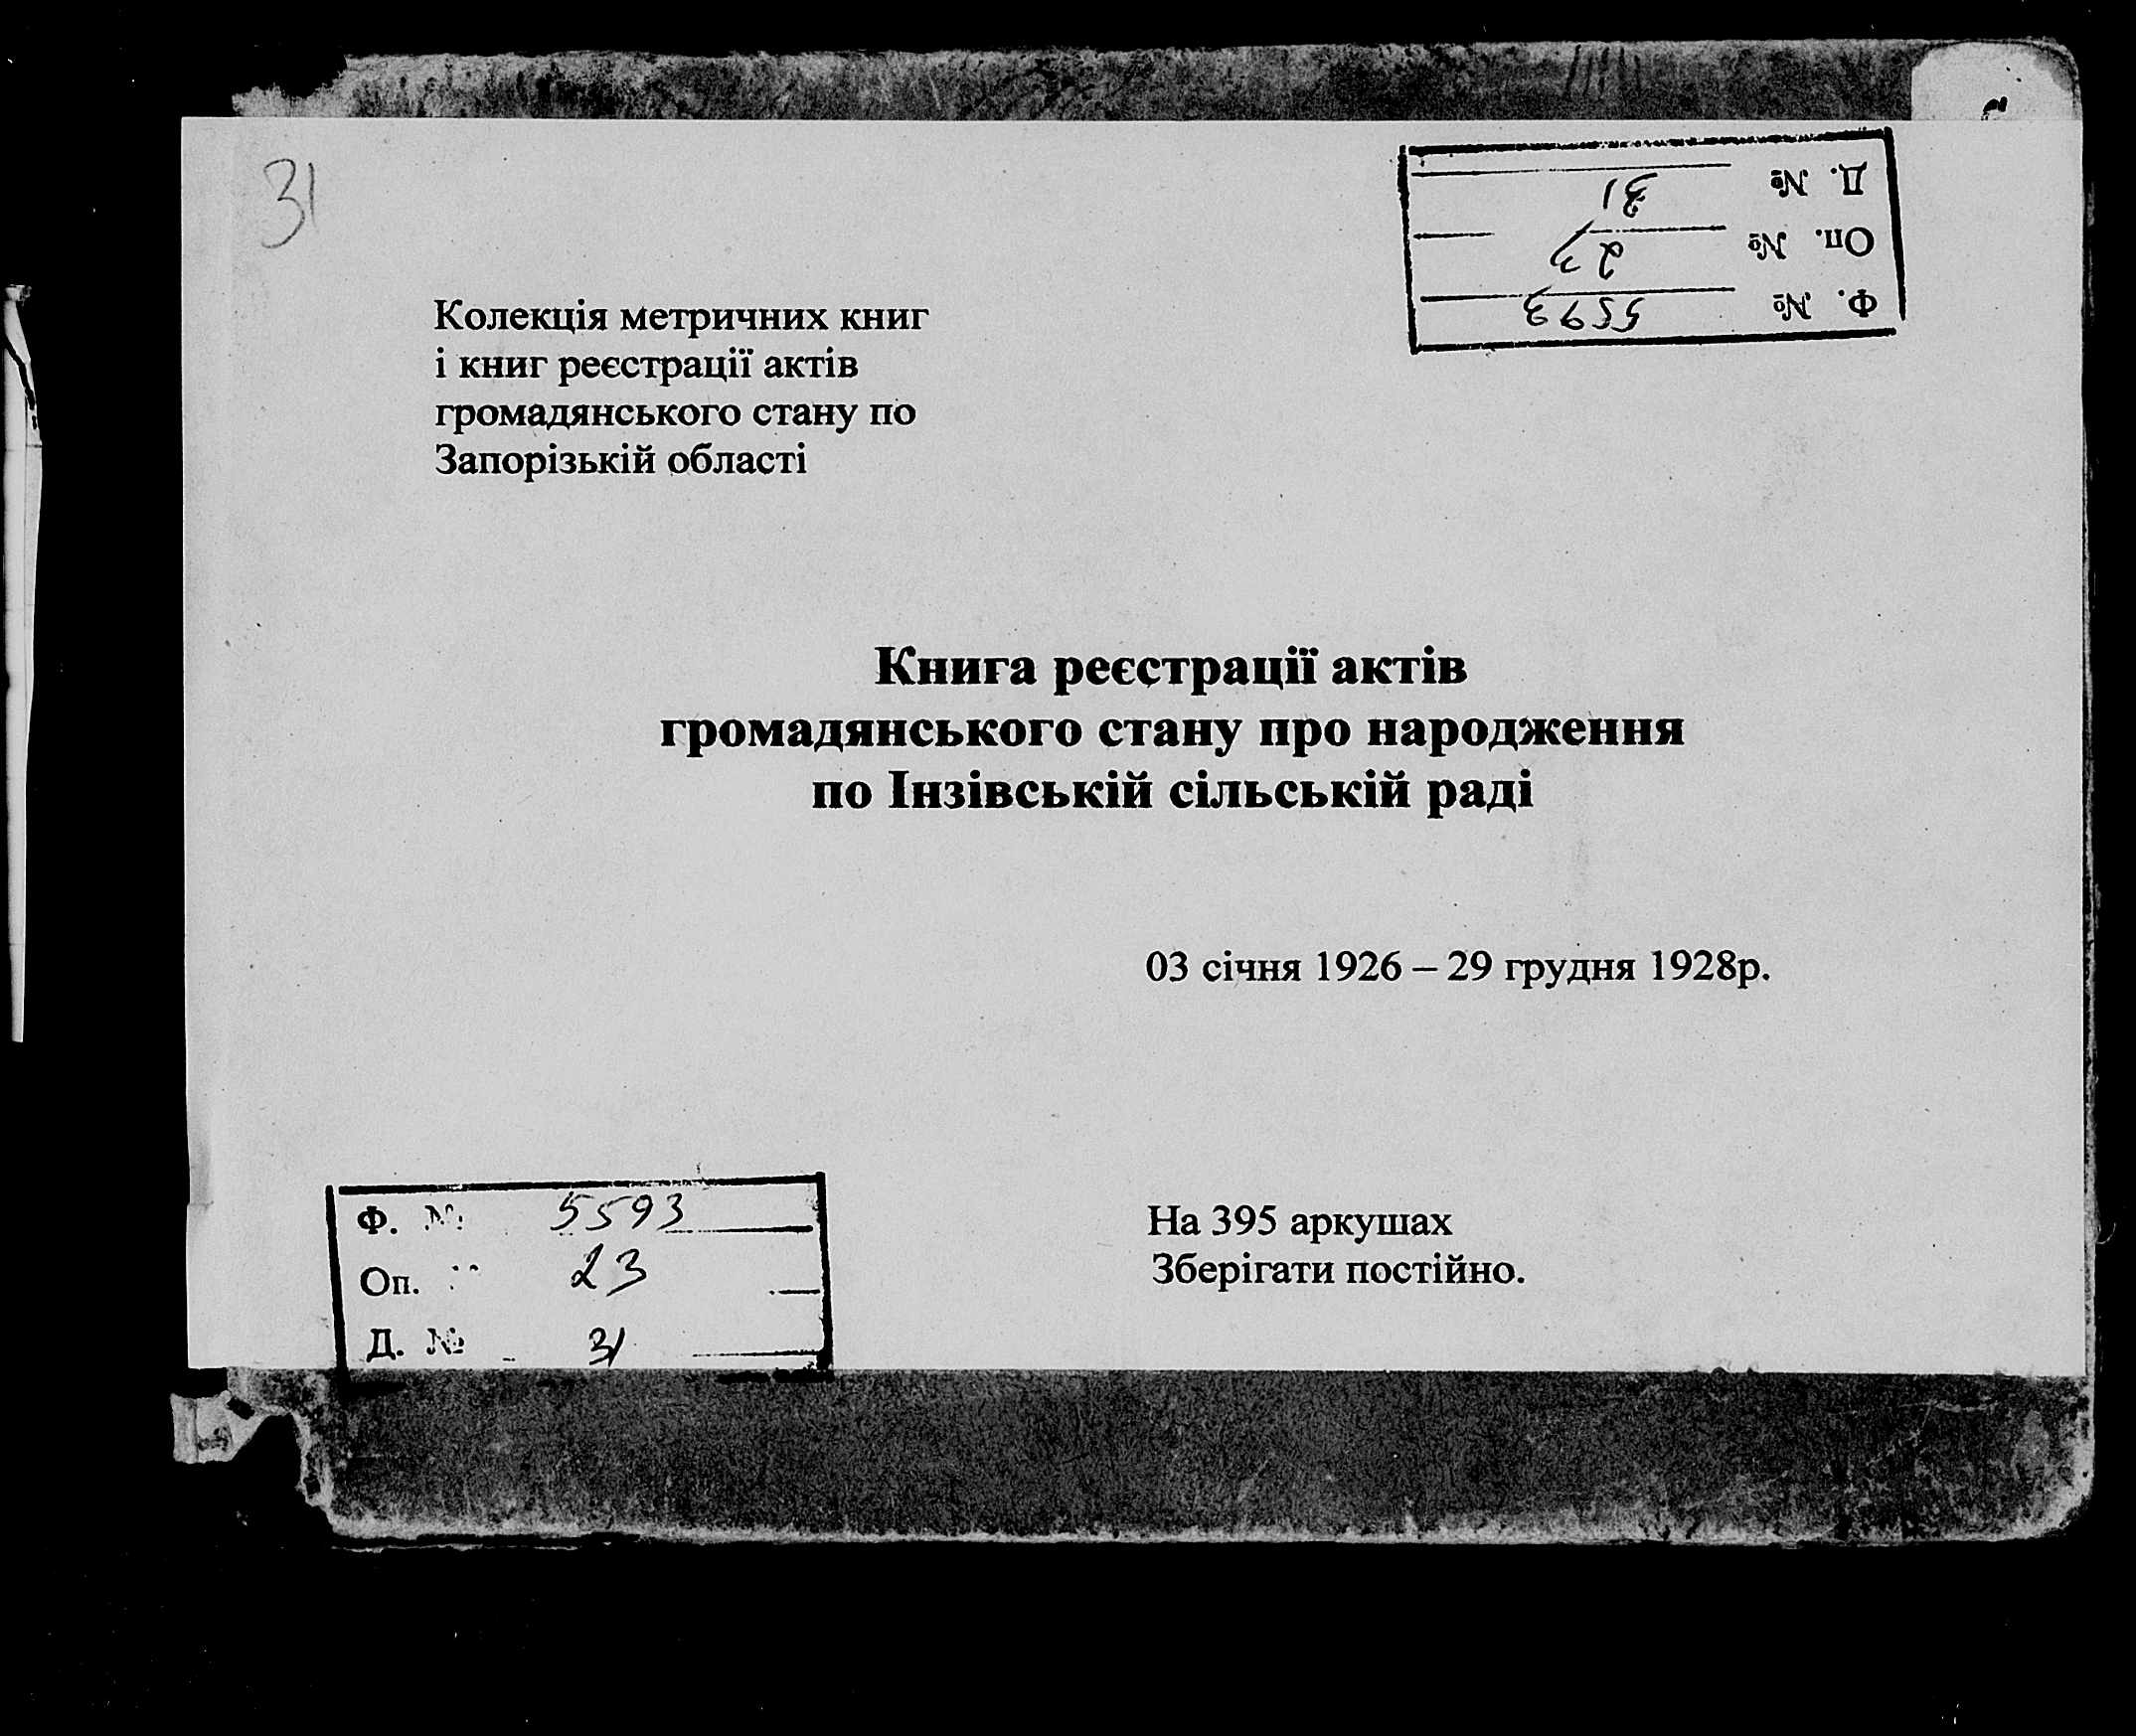 31
Д. № 31
Оп. № 23
Ф. № 5593
Колекція метричних книг
і книг реєстрації актів
громадянського стану по
Запорізькій області
Книга реєстрації актів
громадянського стану про народження
по Інзівській сільській раді
03 січня 1926 – 29 грудня 1928р.
Ф. № 5593
Оп. 23
Д. № 31
На 395 аркушах
Зберігати постійно.